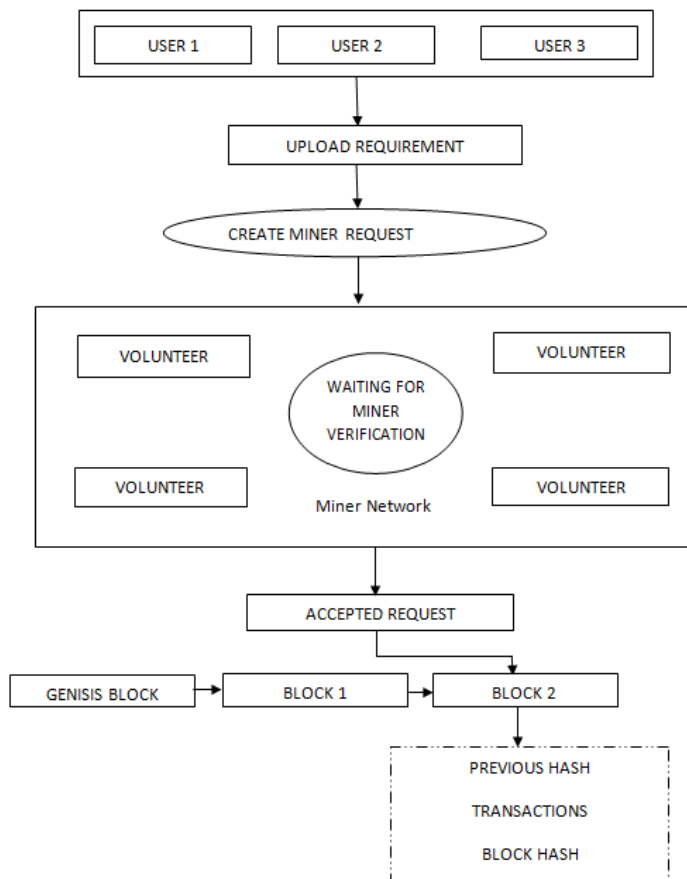 USER 1
USER 2
USER 3
UPLOAD REQUIREMENT
CREATE MINER REQUEST
VOLUNTEER
VOLUNTEER
WAITING FOR
MINER
VERIFICATION
VOLUNTEER
VOLUNTEER
Miner Network
ACCEPTED REQUEST
GENISIS BLOCK
BLOCK 1
BLOCK 2
PREVIOUS HASH
TRANSACTIONS
BLOCK HASH